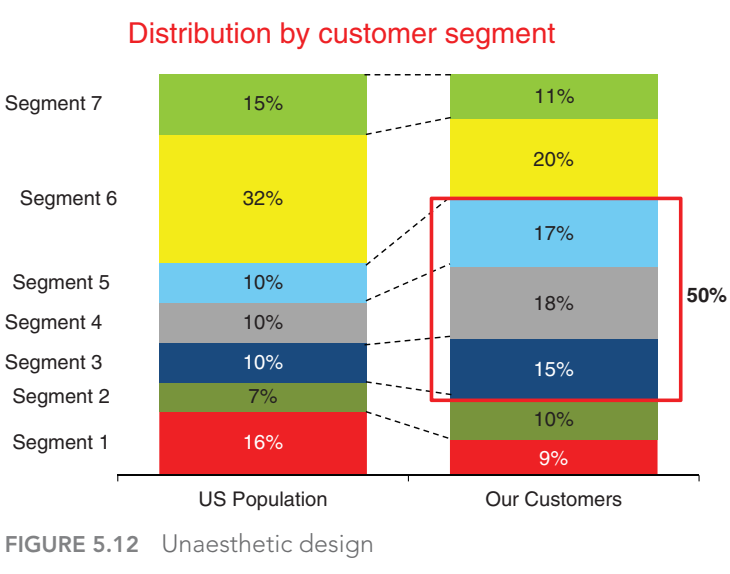 Distribution by customer segment
Segment 7 15% 11%
Segment 6 32% 20%
Segment 5 10% 17%
Segment 4 10% 18% 50%
Segment 3 10% 15%
Segment 2 7% 10%
Segment 1 16% 9%
US Population Our Customers
FIGURE 5.12 Unaesthetic design